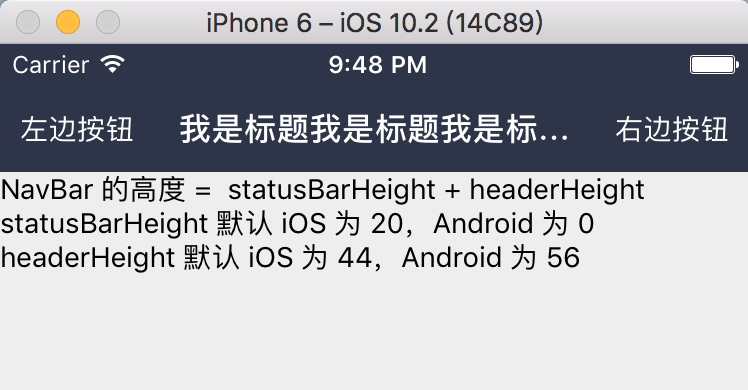 iPhone 6 – iOS 10.2 (14C89)
Carrier 9:48 PM
左边按钮 我是标题我是标题我是标... 右边按钮
NavBar 的高度 = statusBarHeight + headerHeight
statusBarHeight 默认 iOS 为 20，Android 为 0
headerHeight 默认 iOS 为 44，Android 为 56